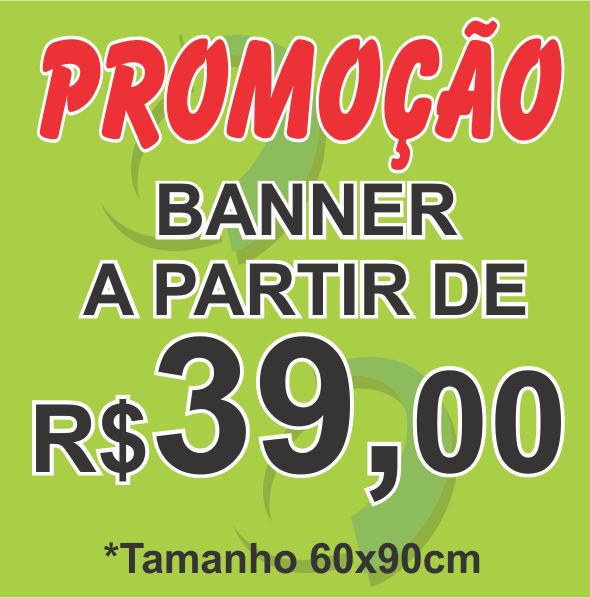 PROMOÇÃO
BANNER
A PARTIR DE
R$39,00
*Tamanho 60x90cm